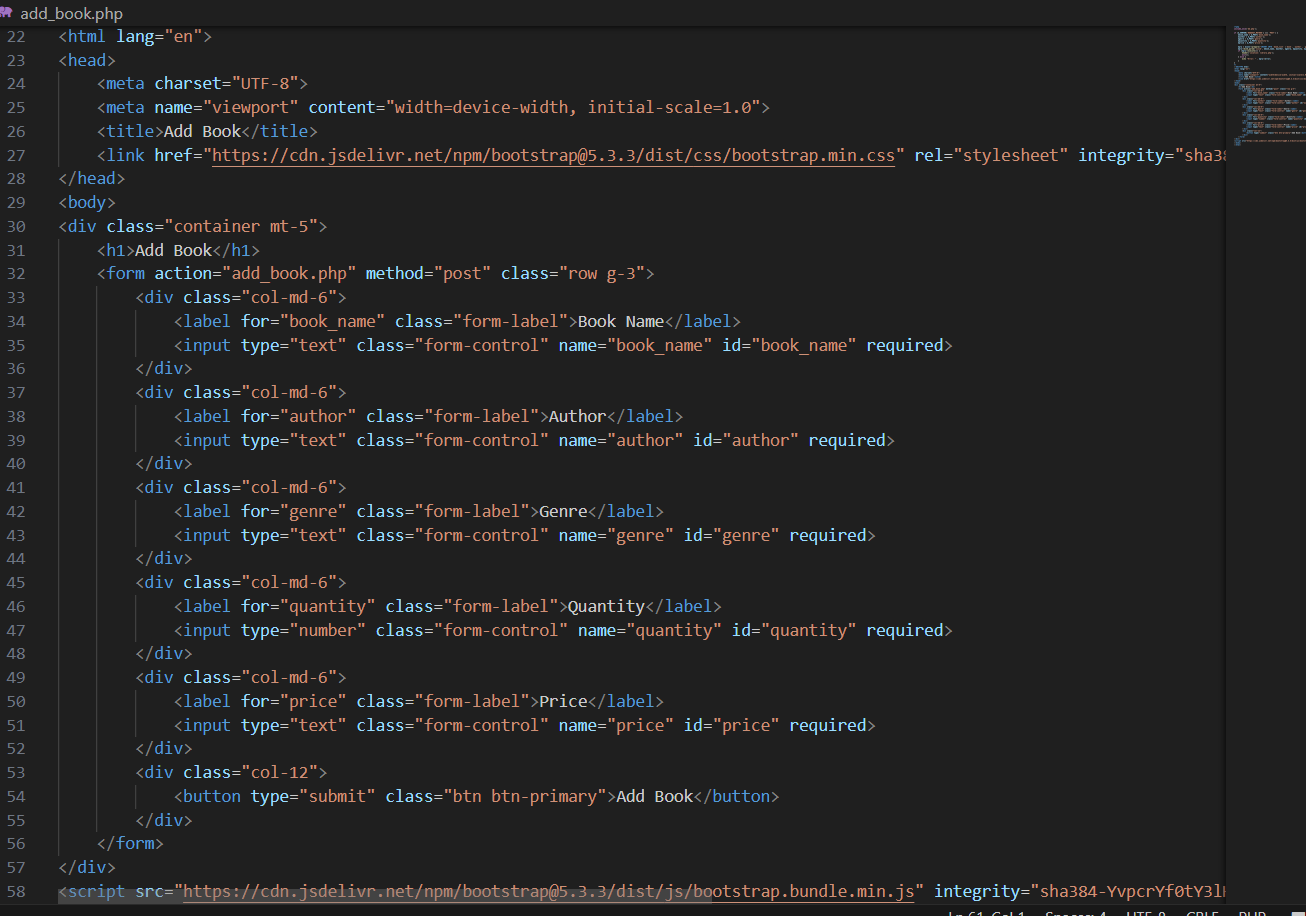 add_book.php
22 <html lang="en">
23 <head>
24 <meta charset="UTF-8">
25 <meta name="viewport" content="width=device-width, initial-scale=1.0">
26 <title>Add Book</title>
27 <link href="https://cdn.jsdelivr.net/npm/bootstrap@5.3.3/dist/css/bootstrap.min.css" rel="stylesheet" integrity="sha38
28 </head>
29 <body>
30 <div class="container mt-5">
31 <h1>Add Book</h1>
32 <form action="add_book.php" method="post" class="row g-3">
33 <div class="col-md-6">
34 <label for="book_name" class="form-label">Book Name</label>
35 <input type="text" class="form-control" name="book_name" id="book_name" required>
36 </div>
37 <div class="col-md-6">
38 <label for="author" class="form-label">Author</label>
39 <input type="text" class="form-control" name="author" id="author" required>
40 </div>
41 <div class="col-md-6">
42 <label for="genre" class="form-label">Genre</label>
43 <input type="text" class="form-control" name="genre" id="genre" required>
44 </div>
45 <div class="col-md-6">
46 <label for="quantity" class="form-label">Quantity</label>
47 <input type="number" class="form-control" name="quantity" id="quantity" required>
48 </div>
49 <div class="col-md-6">
50 <label for="price" class="form-label">Price</label>
51 <input type="text" class="form-control" name="price" id="price" required>
52 </div>
53 <div class="col-12">
54 <button type="submit" class="btn btn-primary">Add Book</button>
55 </div>
56 </form>
57 </div>
58 <script src="https://cdn.jsdelivr.net/npm/bootstrap@5.3.3/dist/js/bootstrap.bundle.min.js" integrity="sha384-YvpcrYf0tY3l
Ln 61, Col 1 Spaces: 4 UTF-8 CRLF PHP